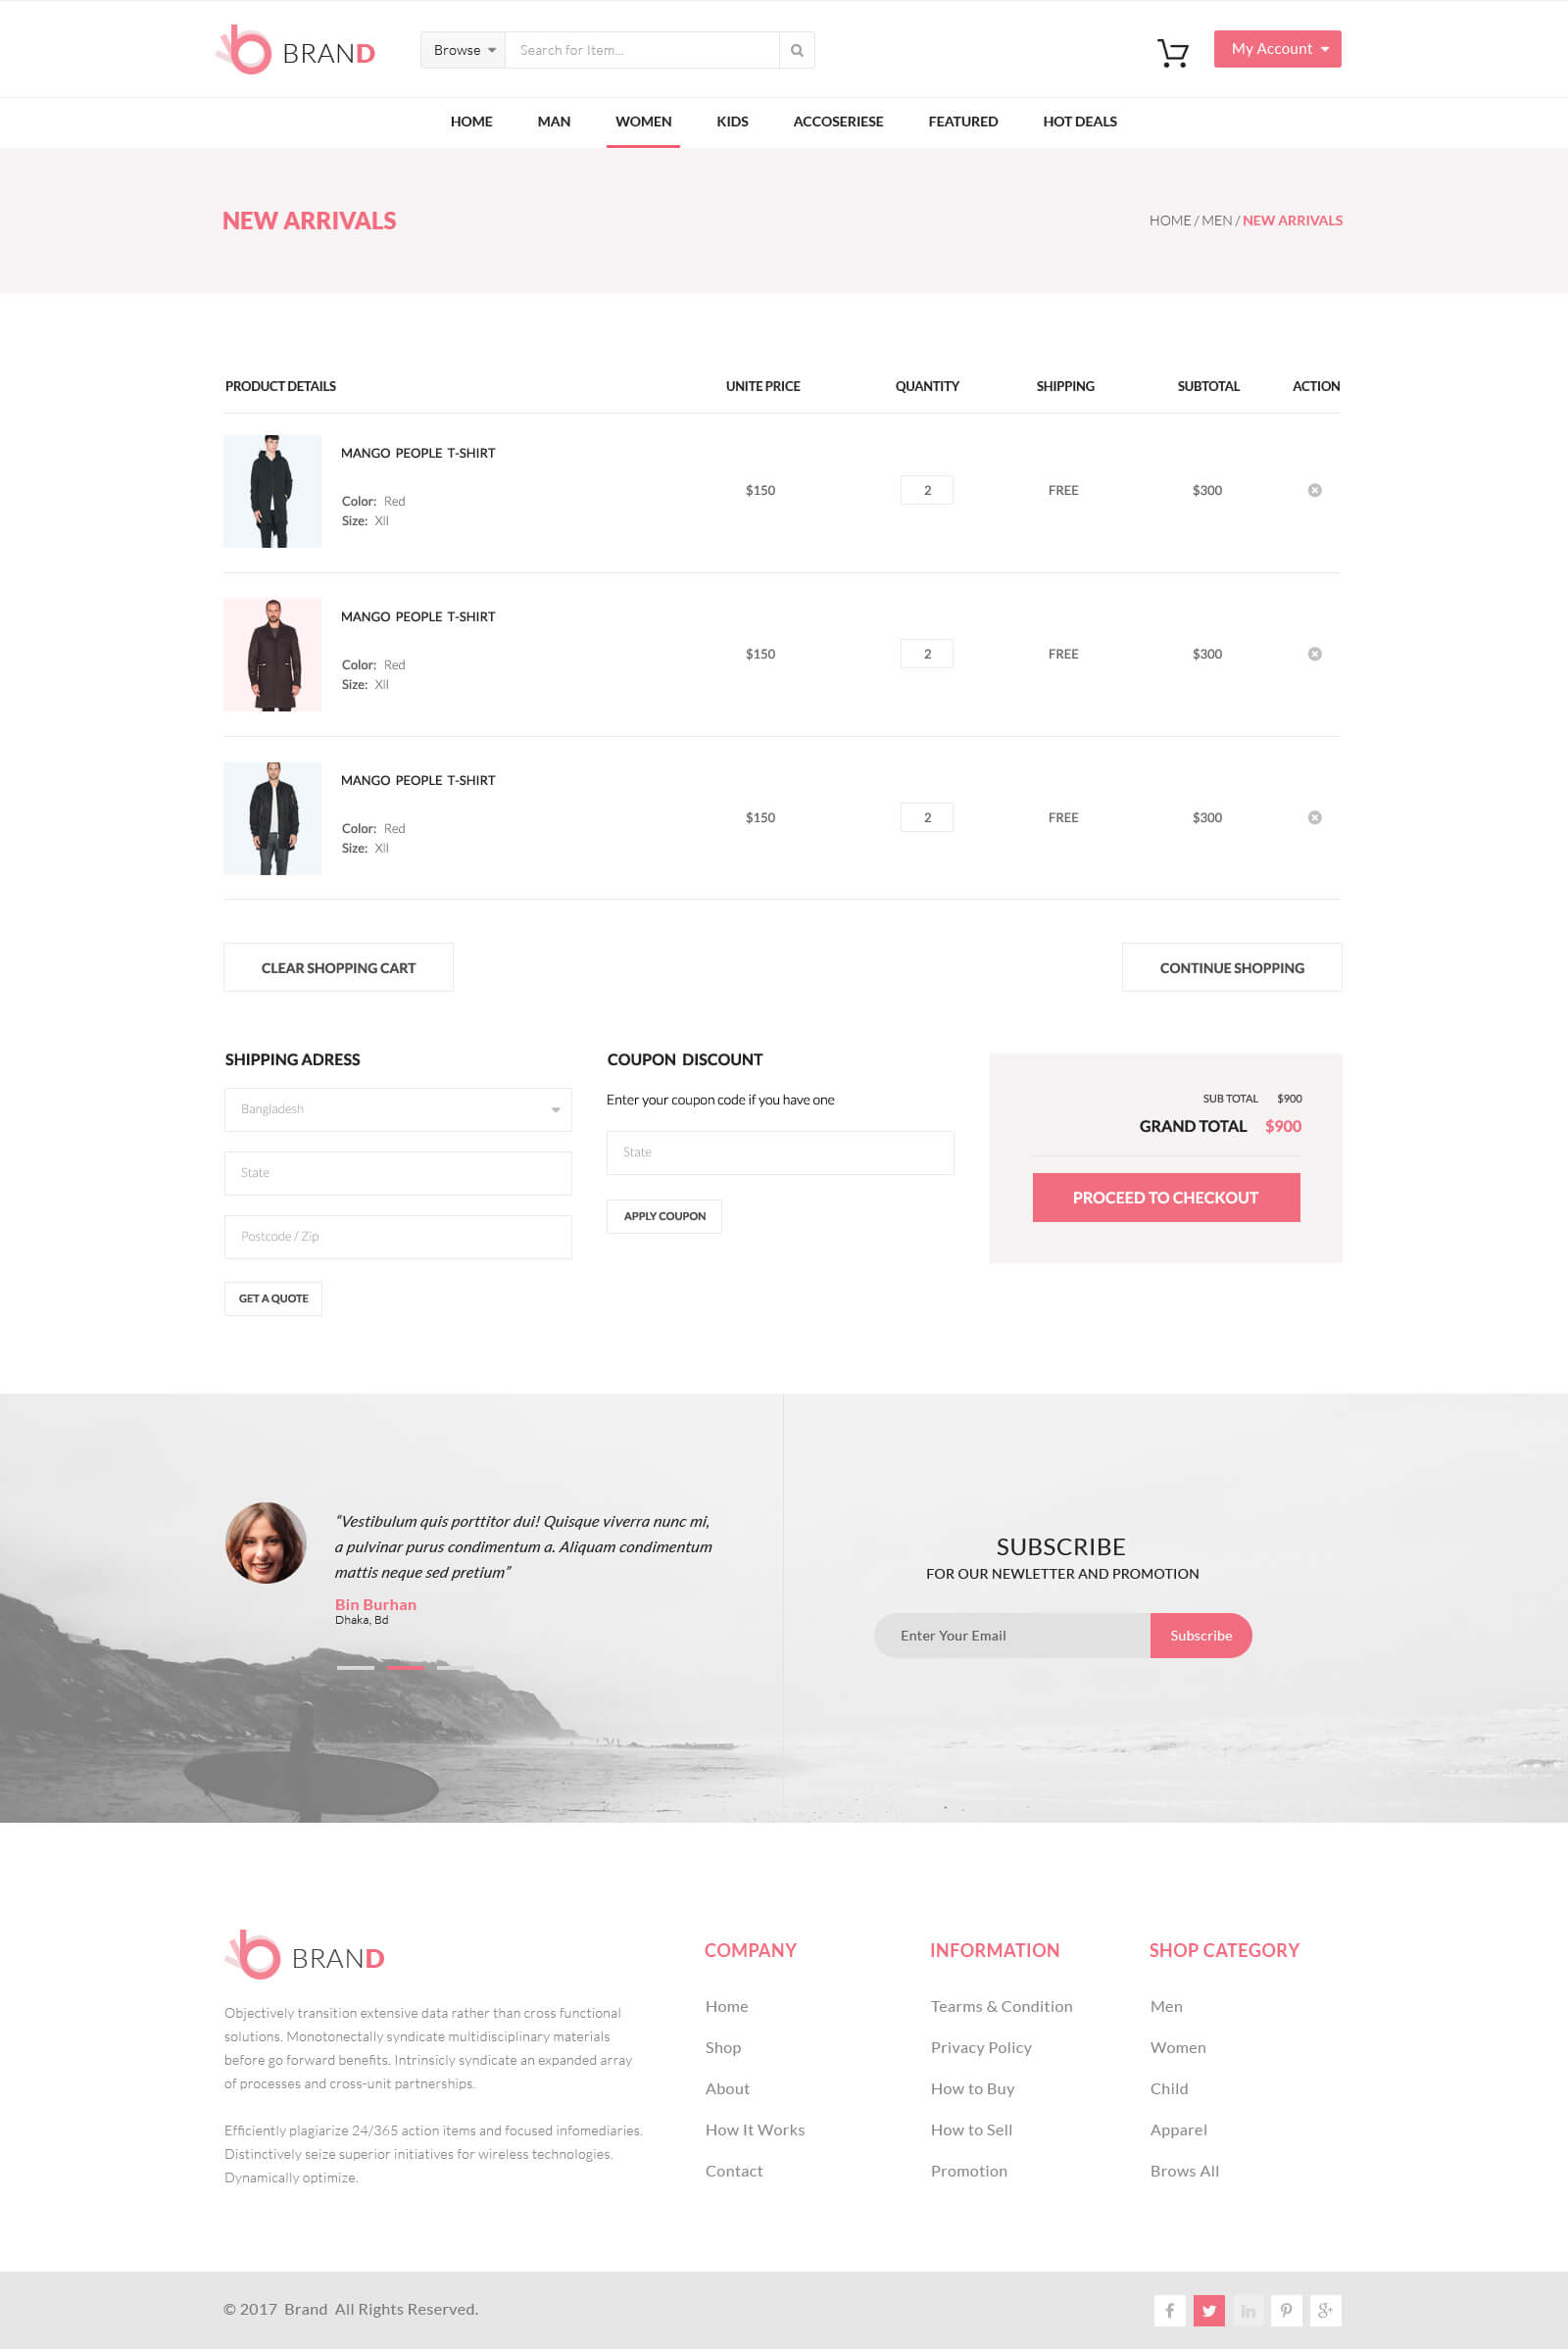 BRAND
Browse
Search for Item...
My Account
HOME MAN WOMEN KIDS ACCOSERIESE FEATURED HOT DEALS
NEW ARRIVALS
HOME / MEN / NEW ARRIVALS
PRODUCT DETAILS UNITE PRICE QUANTITY SHIPPING SUBTOTAL ACTION
MANGO PEOPLE T-SHIRT
Color: Red
Size: Xll
$150 2 FREE $300
MANGO PEOPLE T-SHIRT
Color: Red
Size: Xll
$150 2 FREE $300
MANGO PEOPLE T-SHIRT
Color: Red
Size: Xll
$150 2 FREE $300
CLEAR SHOPPING CART
CONTINUE SHOPPING
SHIPPING ADRESS
Bangladesh
State
Postcode / Zip
GET A QUOTE
COUPON DISCOUNT
Enter your coupon code if you have one
State
APPLY COUPON
SUB TOTAL $900
GRAND TOTAL $900
PROCEED TO CHECKOUT
“Vestibulum quis porttitor dui! Quisque viverra nunc mi,
a pulvinar purus condimentum a. Aliquam condimentum
mattis neque sed pretium”
Bin Burhan
Dhaka, Bd
SUBSCRIBE
FOR OUR NEWLETTER AND PROMOTION
Enter Your Email
Subscribe
BRAND
Objectively transition extensive data rather than cross functional
solutions. Monotonectally syndicate multidisciplinary materials
before go forward benefits. Intrinsicly syndicate an expanded array
of processes and cross-unit partnerships.
Efficiently plagiarize 24/365 action items and focused infomediaries.
Distinctively seize superior initiatives for wireless technologies.
Dynamically optimize.
COMPANY
Home
Shop
About
How It Works
Contact
INFORMATION
Tearms & Condition
Privacy Policy
How to Buy
How to Sell
Promotion
SHOP CATEGORY
Men
Women
Child
Apparel
Brows All
© 2017 Brand All Rights Reserved.